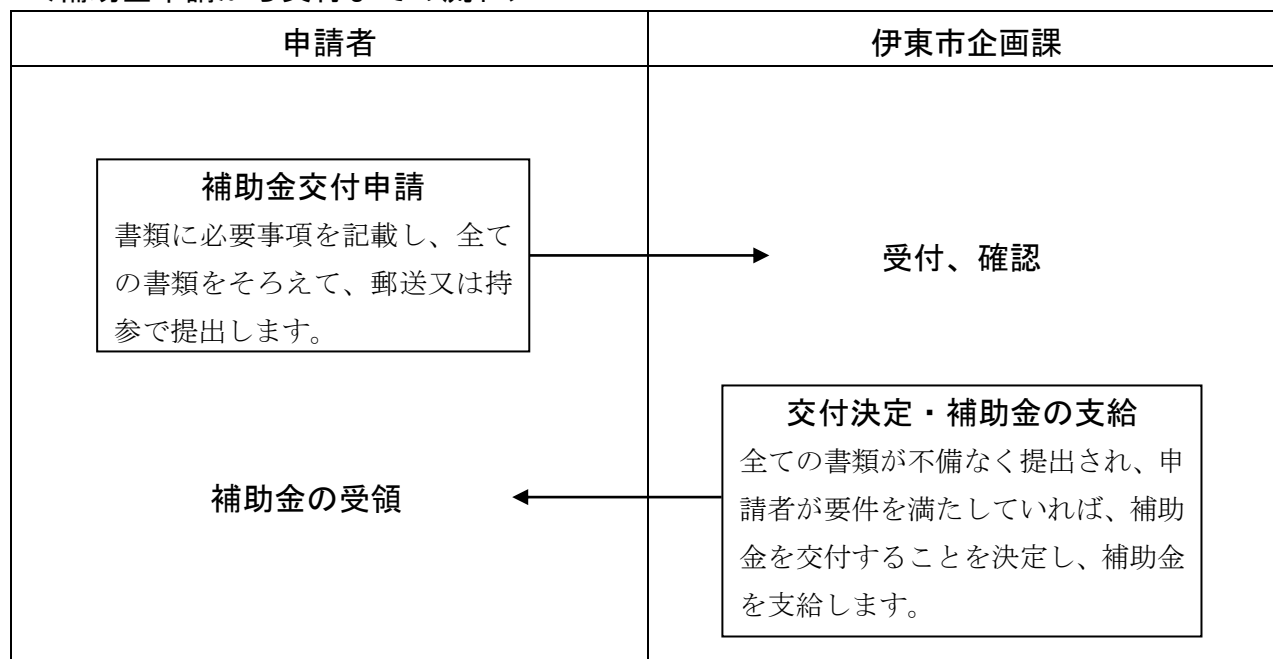 申請者
伊東市企画課
補助金交付申請
書類に必要事項を記載し、全て
の書類をそろえて、郵送又は持
参で提出します。
受付、確認
交付決定・補助金の支給
全ての書類が不備なく提出され、申
請者が要件を満たしていれば、補助
金を交付することを決定し、補助金
を支給します。
補助金の受領